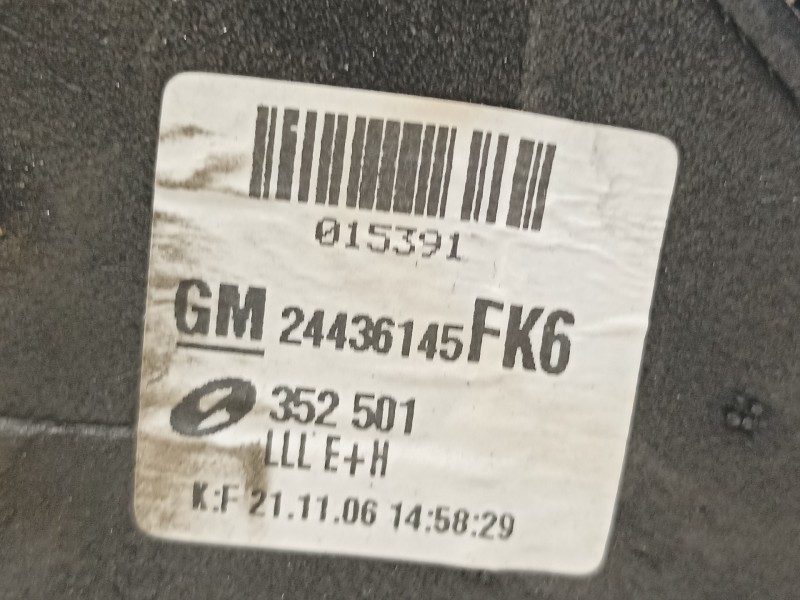 015391
GM 24436145 FK6
352 501
LLL E+H
K:F 21.11.06 14:58:29